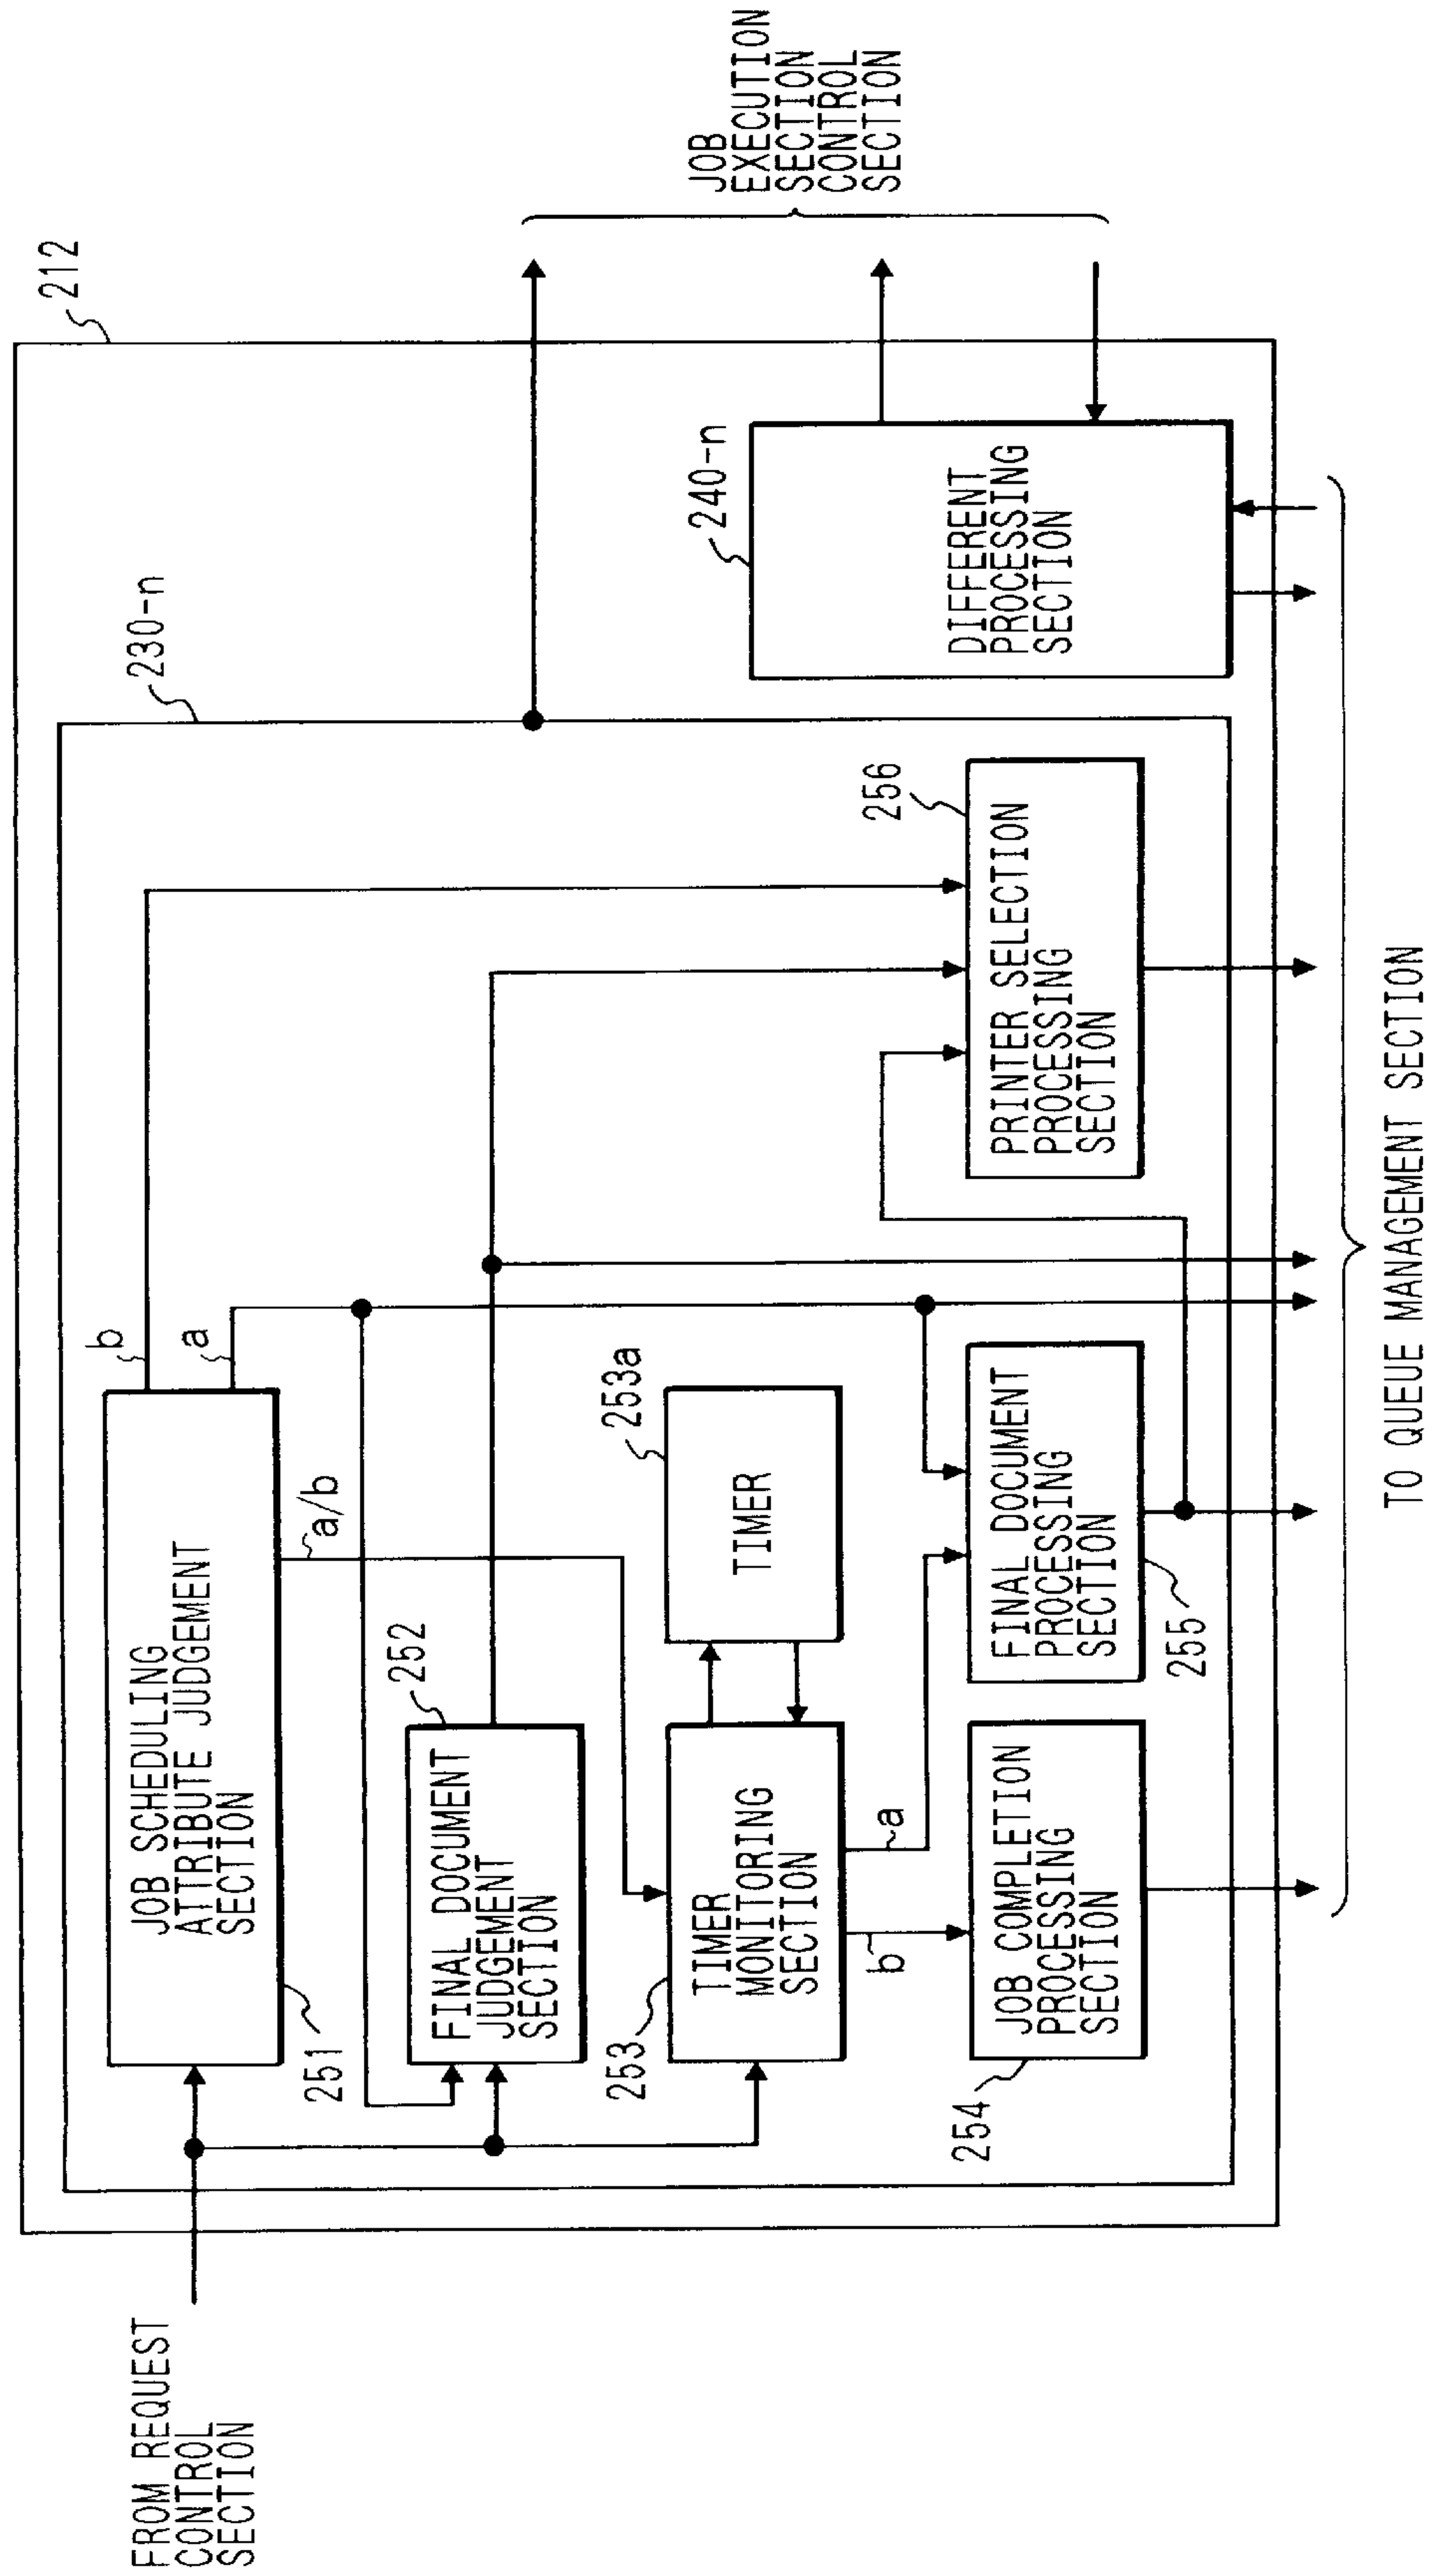 FROM REQUEST
CONTROL
SECTION
212
230-n
JOB SCHEDULING
ATTRIBUTE JUDGEMENT
SECTION
251
b
a
a/b
FINAL DOCUMENT
JUDGEMENT
SECTION
252
TIMER
MONITORING
SECTION
253
TIMER
253a
b
a
JOB COMPLETION
PROCESSING
SECTION
254
FINAL DOCUMENT
PROCESSING
SECTION
255
PRINTER SELECTION
PROCESSING
SECTION
256
DIFFERENT
PROCESSING
SECTION
240-n
JOB
EXECUTION
SECTION
CONTROL
SECTION
TO QUEUE MANAGEMENT SECTION